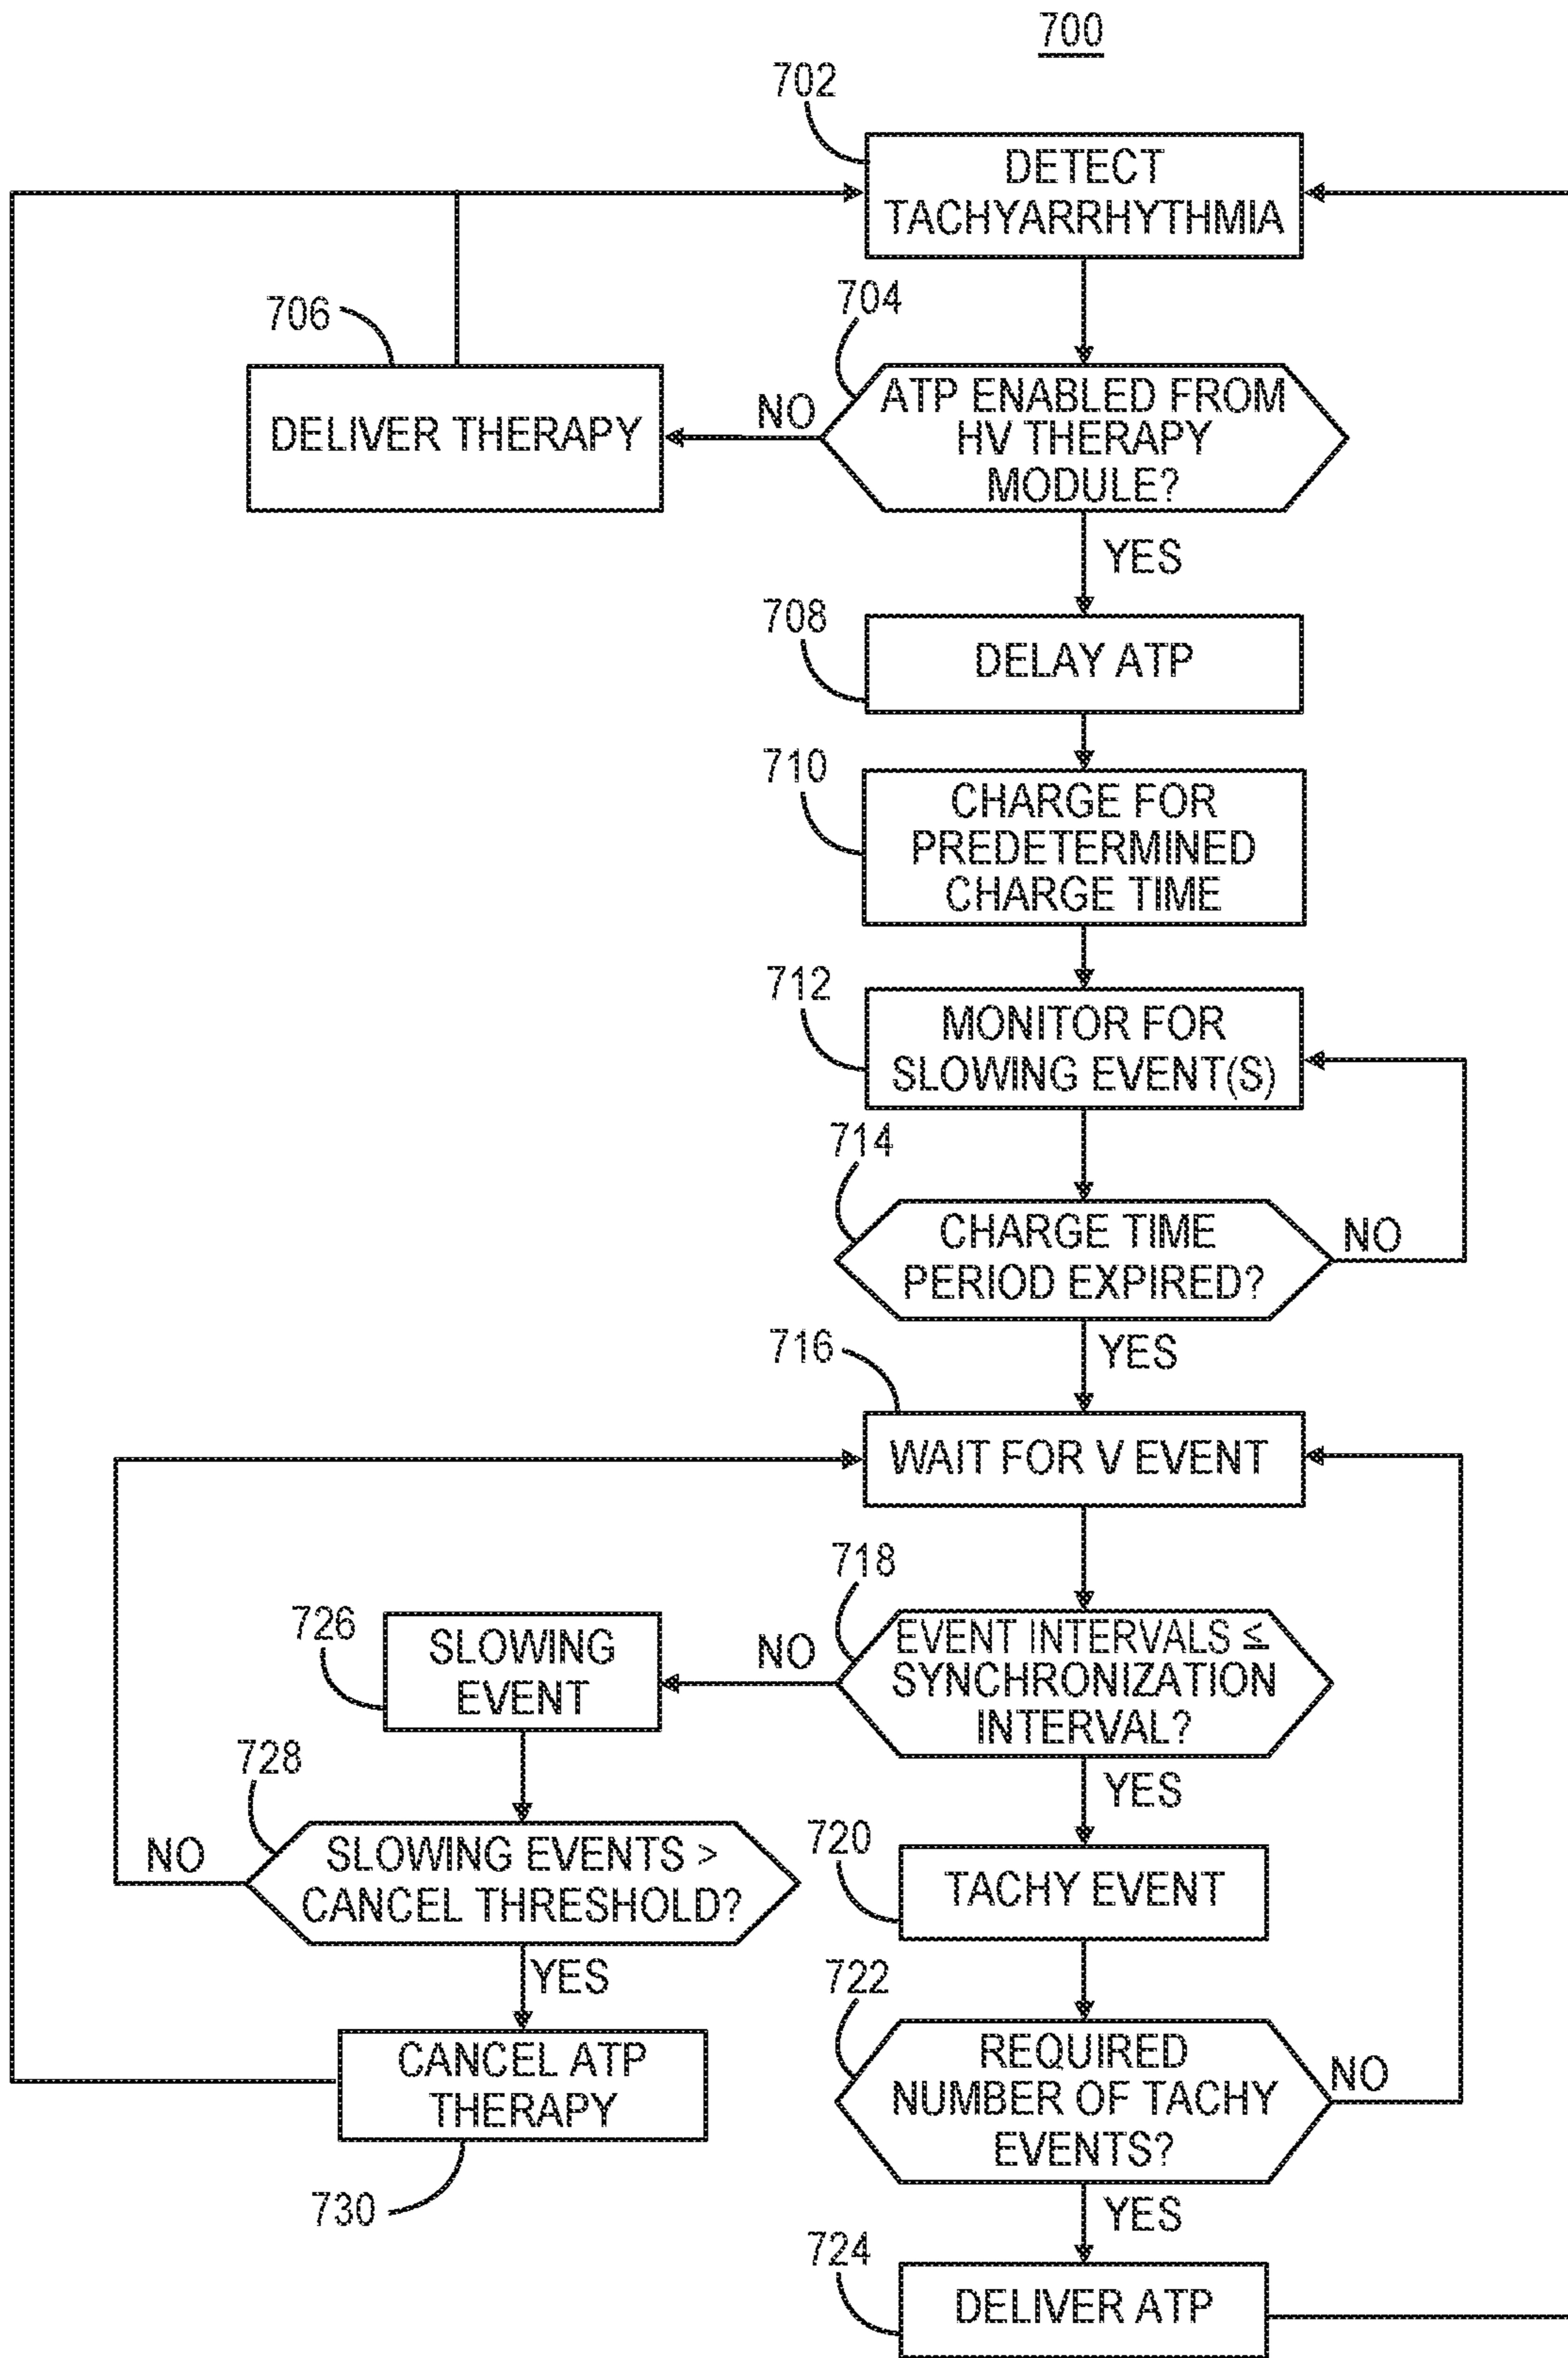 700
702
DETECT
TACHYARRHYTHMIA
706
704
DELIVER THERAPY
NO
ATP ENABLED FROM
HV THERAPY
MODULE?
YES
708
DELAY ATP
710
CHARGE FOR
PREDETERMINED
CHARGE TIME
712
MONITOR FOR
SLOWING EVENT(S)
714
CHARGE TIME
PERIOD EXPIRED?
NO
YES
716
WAIT FOR V EVENT
718
EVENT INTERVALS ≤
SYNCHRONIZATION
INTERVAL?
NO
726
SLOWING
EVENT
YES
728
SLOWING EVENTS >
CANCEL THRESHOLD?
NO
YES
720
TACHY EVENT
722
REQUIRED
NUMBER OF TACHY
EVENTS?
NO
YES
CANCEL ATP
THERAPY
730
724
DELIVER ATP